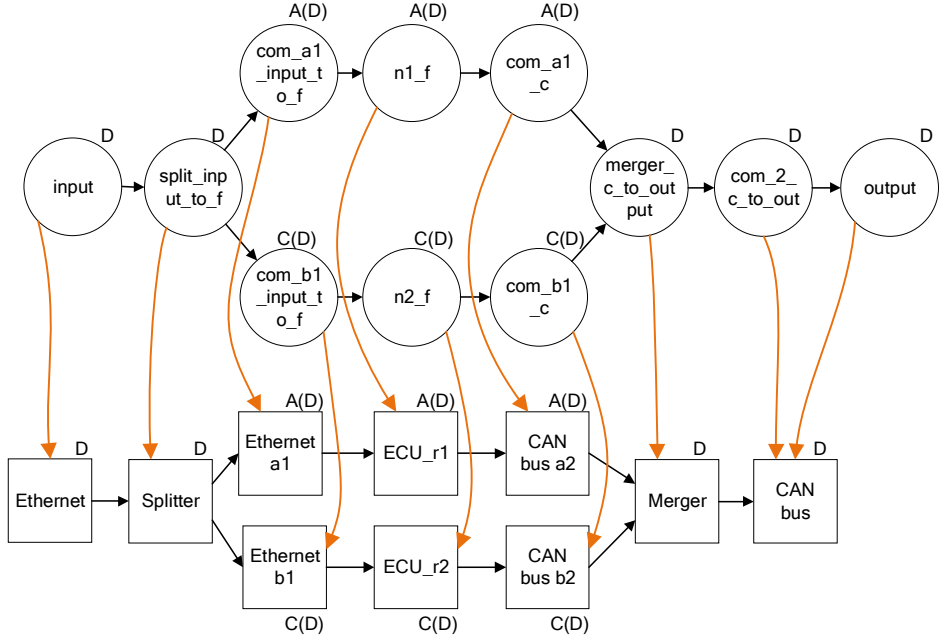 A(D)
A(D)
A(D)
com_a1
_input_t
o_f
n1_f
com_a1
_c
D
D
D
D
D
input
split_inp
ut_to_f
merger_
c_to_out
put
com_2_
c_to_out
output
C(D)
C(D)
C(D)
com_b1
_input_t
o_f
n2_f
com_b1
_c
A(D)
A(D)
A(D)
Ethernet
a1
ECU_r1
CAN
bus a2
D
D
D
D
Ethernet
Splitter
Merger
CAN
bus
Ethernet
b1
ECU_r2
CAN
bus b2
C(D)
C(D)
C(D)